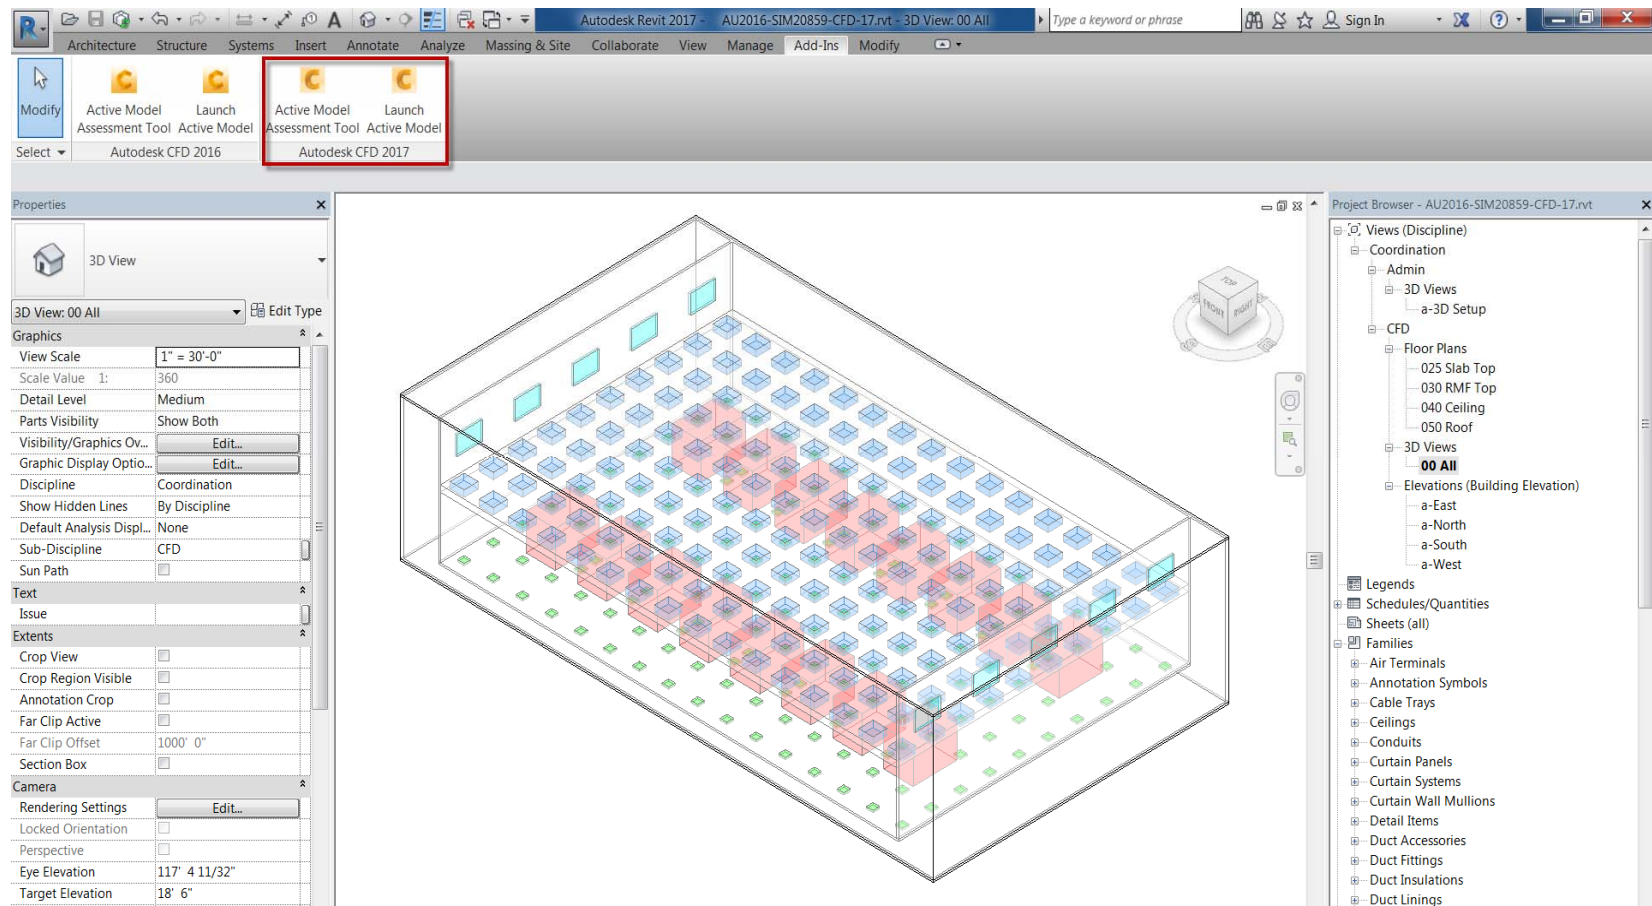 Autodesk Revit 2017 - AU2016-SIM20859-CFD-17.rvt - 3D View: 00 All
Type a keyword or phrase
Sign In
Architecture Structure Systems Insert Annotate Analyze Massing & Site Collaborate View Manage Add-Ins Modify
Modify
Active Model Assessment Tool
Launch Active Model
Active Model Assessment Tool
Launch Active Model
Select
Autodesk CFD 2016
Autodesk CFD 2017
Properties
3D View
3D View: 00 All
Edit Type
Graphics
View Scale 1" = 30'-0"
Scale Value 1: 360
Detail Level Medium
Parts Visibility Show Both
Visibility/Graphics Ov... Edit...
Graphic Display Optio... Edit...
Discipline Coordination
Show Hidden Lines By Discipline
Default Analysis Displ... None
Sub-Discipline CFD
Sun Path
Text
Issue
Extents
Crop View
Crop Region Visible
Annotation Crop
Far Clip Active
Far Clip Offset 1000' 0"
Section Box
Camera
Rendering Settings Edit...
Locked Orientation
Perspective
Eye Elevation 117' 4 11/32"
Target Elevation 18' 6"
TOP
FRONT
RIGHT
Project Browser - AU2016-SIM20859-CFD-17.rvt
Views (Discipline)
Coordination
Admin
3D Views
a-3D Setup
CFD
Floor Plans
025 Slab Top
030 RMF Top
040 Ceiling
050 Roof
3D Views
00 All
Elevations (Building Elevation)
a-East
a-North
a-South
a-West
Legends
Schedules/Quantities
Sheets (all)
Families
Air Terminals
Annotation Symbols
Cable Trays
Ceilings
Conduits
Curtain Panels
Curtain Systems
Curtain Wall Mullions
Detail Items
Duct Accessories
Duct Fittings
Duct Insulations
Duct Linings